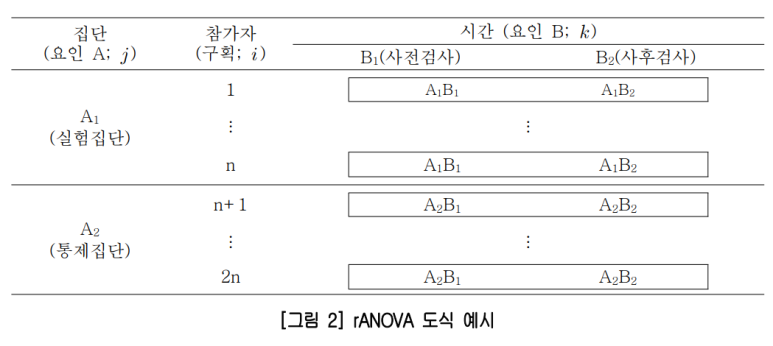 집단 참가자 시간 (요인 B; k)
(요인 A; j) (구획; i) B₁(사전검사) B₂(사후검사)
1 A₁B₁ A₁B₂
A₁
(실험집단) ⋮ ⋮
n A₁B₁ A₁B₂
n+1 A₂B₁ A₂B₂
A₂
(통제집단) ⋮ ⋮
2n A₂B₁ A₂B₂
[그림 2] rANOVA 도식 예시